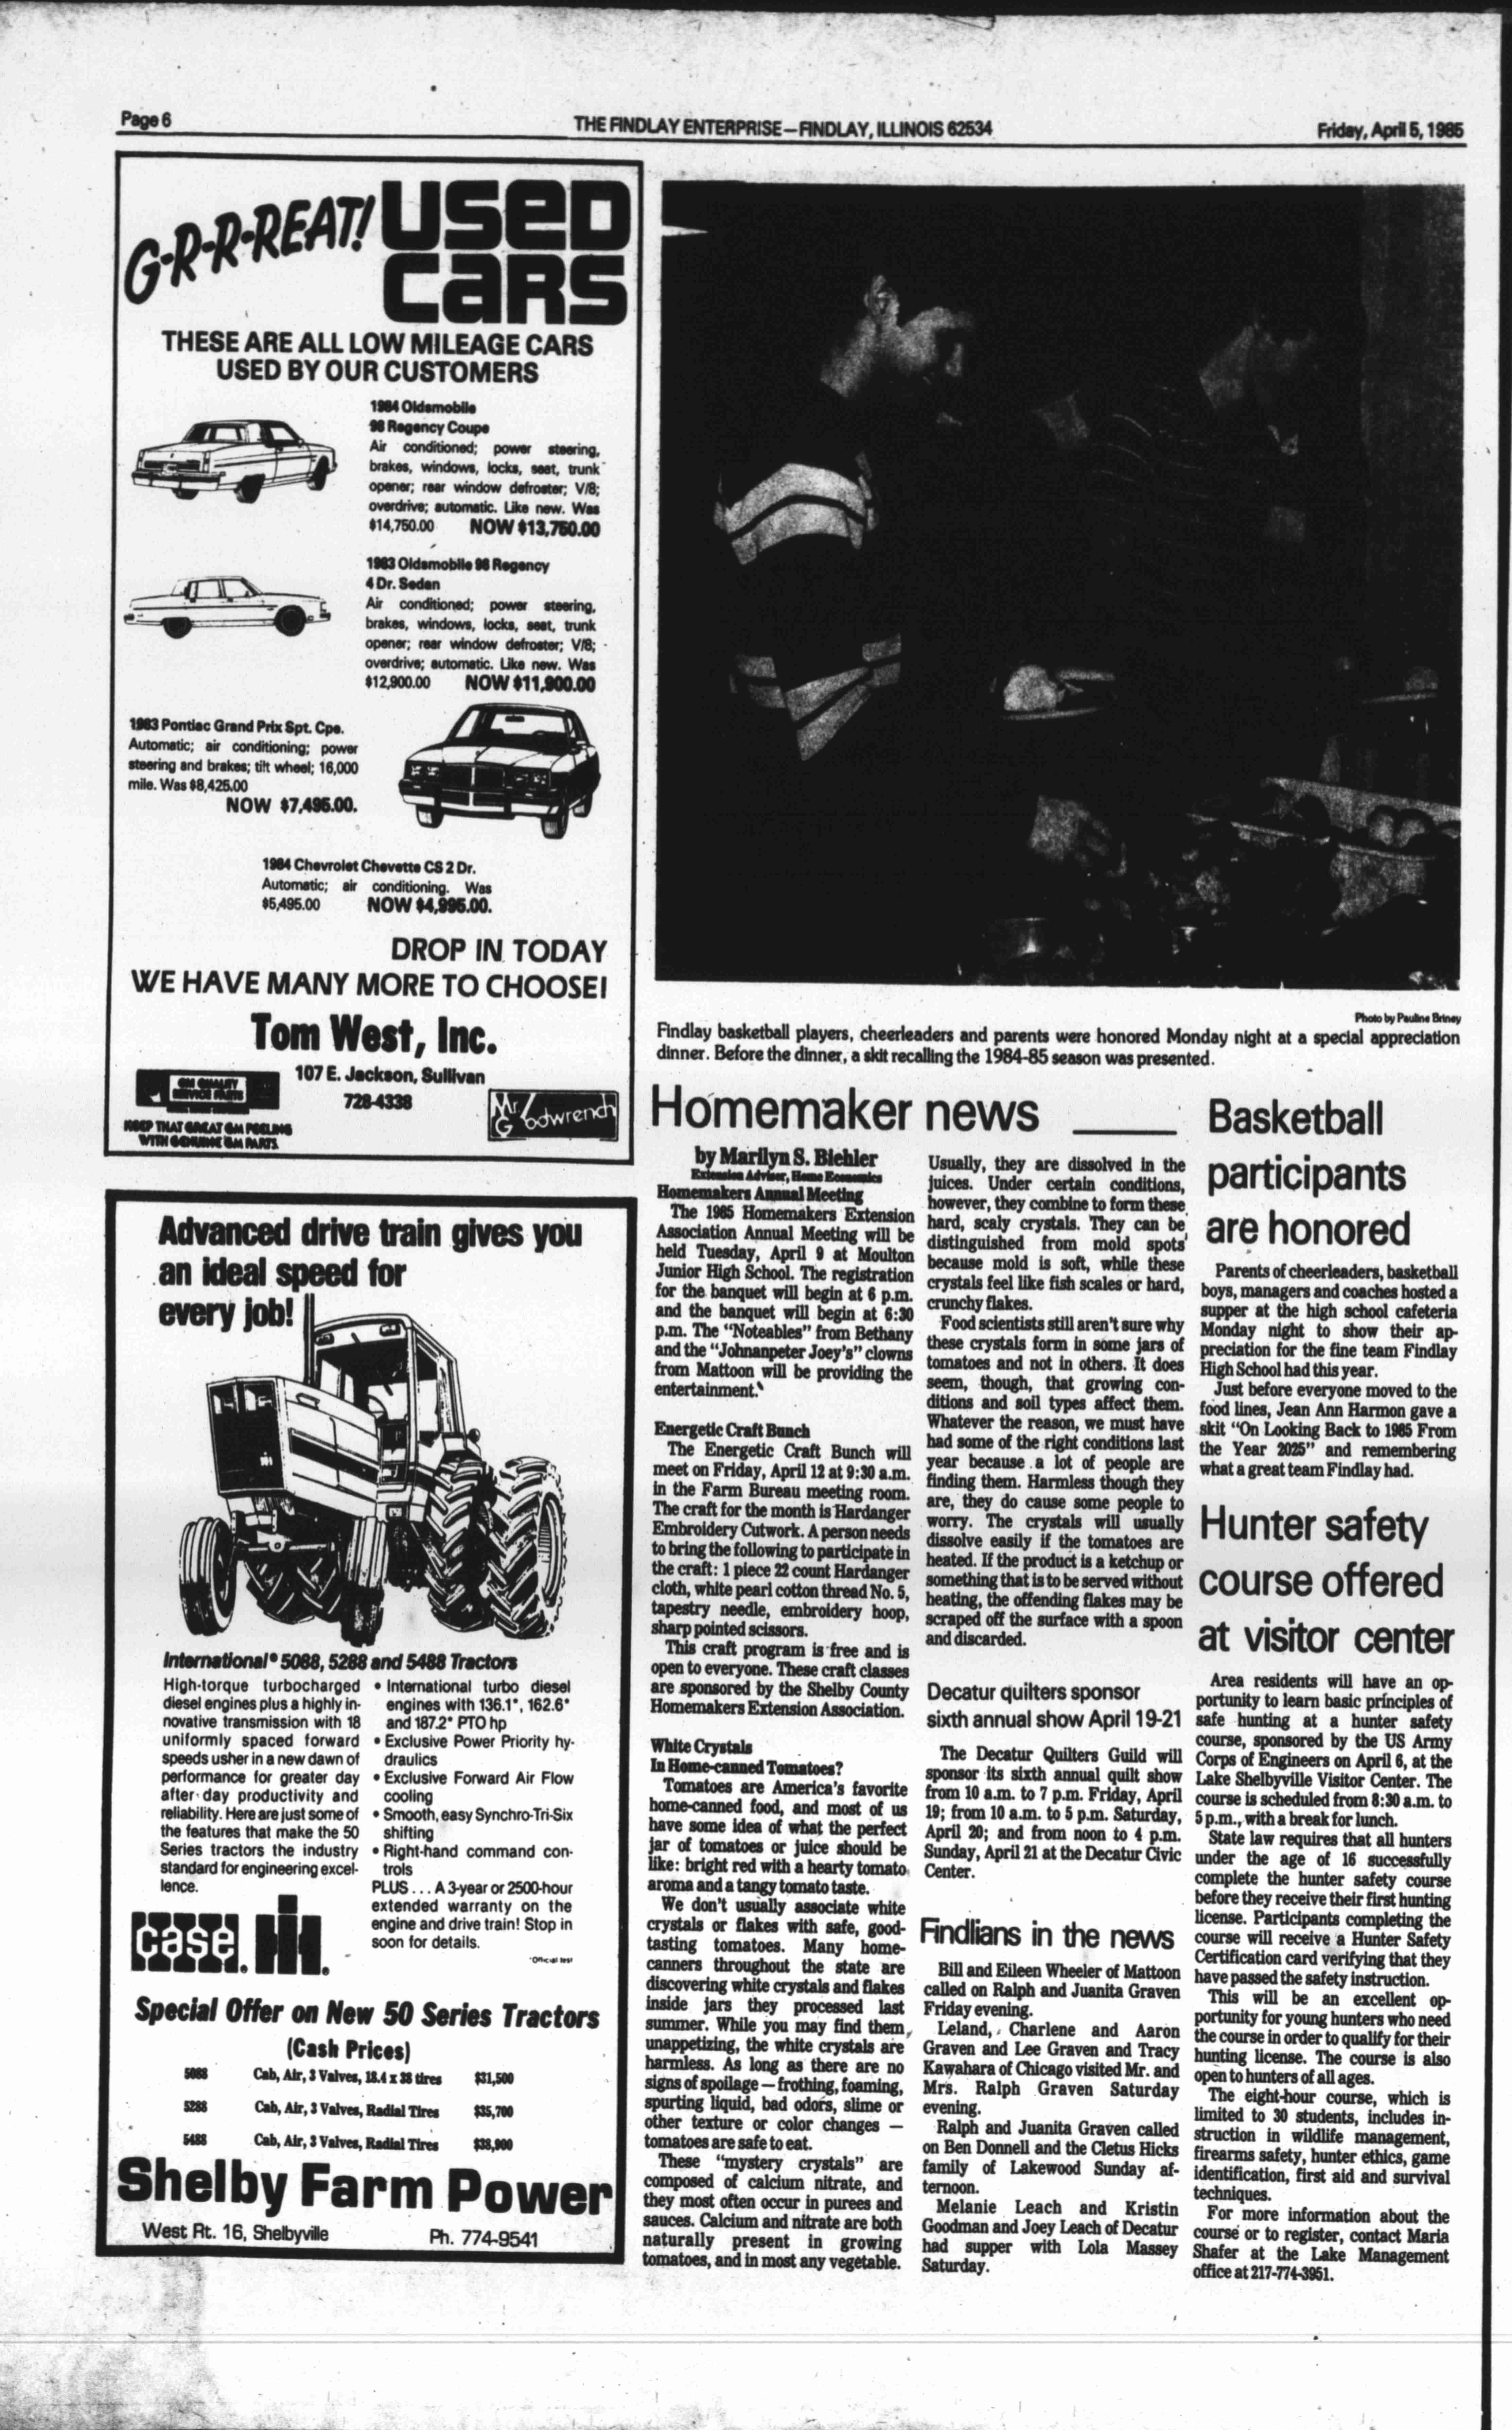 Page 6
THE FINDLAY ENTERPRISE—FINDLAY, ILLINOIS 62534
Friday, April 5, 1985
G-R-R-REAT! USED
CARS
THESE ARE ALL LOW MILEAGE CARS
USED BY OUR CUSTOMERS
1984 Oldsmobile
98 Regency Coupe
Air conditioned; power steering,
brakes, windows, locks, seat, trunk
opener; rear window defroster; V/8;
overdrive; automatic. Like new. Was
$14,750.00 NOW $13,750.00
1983 Oldsmobile 98 Regency
4 Dr. Sedan
Air conditioned; power steering,
brakes, windows, locks, seat, trunk
opener; rear window defroster; V/8;
overdrive; automatic. Like new. Was
$12,900.00 NOW $11,900.00
1983 Pontiac Grand Prix Spt. Cpe.
Automatic; air conditioning; power
steering and brakes; tilt wheel; 16,000
mile. Was $8,425.00
NOW $7,495.00.
1984 Chevrolet Chevette CS 2 Dr.
Automatic; air conditioning. Was
$5,495.00 NOW $4,995.00.
DROP IN TODAY
WE HAVE MANY MORE TO CHOOSE!
Tom West, Inc.
107 E. Jackson, Sullivan
728-4338
GM QUALITY
SERVICE PARTS
KEEP THAT GREAT GM FEELING
WITH GENUINE GM PARTS.
Mr. Goodwrench
Advanced drive train gives you
an ideal speed for
every job!
International® 5088, 5288 and 5488 Tractors
High-torque turbocharged
diesel engines plus a highly in-
novative transmission with 18
uniformly spaced forward
speeds usher in a new dawn of
performance for greater day
after day productivity and
reliability. Here are just some of
the features that make the 50
Series tractors the industry
standard for engineering excel-
lence.
• International turbo diesel
engines with 136.1*, 162.6*
and 187.2* PTO hp
• Exclusive Power Priority hy-
draulics
• Exclusive Forward Air Flow
cooling
• Smooth, easy Synchro-Tri-Six
shifting
• Right-hand command con-
trols
PLUS . . . A 3-year or 2500-hour
extended warranty on the
engine and drive train! Stop in
soon for details.
*Official test
case IH
Special Offer on New 50 Series Tractors
(Cash Prices)
5088 Cab, Air, 3 Valves, 18.4 x 38 tires $31,500
5288 Cab, Air, 3 Valves, Radial Tires $35,700
5488 Cab, Air, 3 Valves, Radial Tires $38,900
Shelby Farm Power
West Rt. 16, Shelbyville Ph. 774-9541
Photo by Pauline Briney
Findlay basketball players, cheerleaders and parents were honored Monday night at a special appreciation
dinner. Before the dinner, a skit recalling the 1984-85 season was presented.
Homemaker news
by Marilyn S. Biehler
Extension Adviser, Home Economics
Homemakers Annual Meeting
The 1985 Homemakers Extension
Association Annual Meeting will be
held Tuesday, April 9 at Moulton
Junior High School. The registration
for the banquet will begin at 6 p.m.
and the banquet will begin at 6:30
p.m. The "Noteables" from Bethany
and the "Johnanpeter Joey's" clowns
from Mattoon will be providing the
entertainment.
Energetic Craft Bunch
The Energetic Craft Bunch will
meet on Friday, April 12 at 9:30 a.m.
in the Farm Bureau meeting room.
The craft for the month is Hardanger
Embroidery Cutwork. A person needs
to bring the following to participate in
the craft: 1 piece 22 count Hardanger
cloth, white pearl cotton thread No. 5,
tapestry needle, embroidery hoop,
sharp pointed scissors.
This craft program is free and is
open to everyone. These craft classes
are sponsored by the Shelby County
Homemakers Extension Association.
White Crystals
In Home-canned Tomatoes?
Tomatoes are America's favorite
home-canned food, and most of us
have some idea of what the perfect
jar of tomatoes or juice should be
like: bright red with a hearty tomato
aroma and a tangy tomato taste.
We don't usually associate white
crystals or flakes with safe, good-
tasting tomatoes. Many home-
canners throughout the state are
discovering white crystals and flakes
inside jars they processed last
summer. While you may find them
unappetizing, the white crystals are
harmless. As long as there are no
signs of spoilage — frothing, foaming,
spurting liquid, bad odors, slime or
other texture or color changes —
tomatoes are safe to eat.
These "mystery crystals" are
composed of calcium nitrate, and
they most often occur in purees and
sauces. Calcium and nitrate are both
naturally present in growing
tomatoes, and in most any vegetable.
Usually, they are dissolved in the
juices. Under certain conditions,
however, they combine to form these
hard, scaly crystals. They can be
distinguished from mold spots
because mold is soft, while these
crystals feel like fish scales or hard,
crunchy flakes.
Food scientists still aren't sure why
these crystals form in some jars of
tomatoes and not in others. It does
seem, though, that growing con-
ditions and soil types affect them.
Whatever the reason, we must have
had some of the right conditions last
year because a lot of people are
finding them. Harmless though they
are, they do cause some people to
worry. The crystals will usually
dissolve easily if the tomatoes are
heated. If the product is a ketchup or
something that is to be served without
heating, the offending flakes may be
scraped off the surface with a spoon
and discarded.
Decatur quilters sponsor
sixth annual show April 19-21
The Decatur Quilters Guild will
sponsor its sixth annual quilt show
from 10 a.m. to 7 p.m. Friday, April
19; from 10 a.m. to 5 p.m. Saturday,
April 20; and from noon to 4 p.m.
Sunday, April 21 at the Decatur Civic
Center.
Findlians in the news
Bill and Eileen Wheeler of Mattoon
called on Ralph and Juanita Graven
Friday evening.
Leland, Charlene and Aaron
Graven and Lee Graven and Tracy
Kawahara of Chicago visited Mr. and
Mrs. Ralph Graven Saturday
evening.
Ralph and Juanita Graven called
on Ben Donnell and the Cletus Hicks
family of Lakewood Sunday af-
ternoon.
Melanie Leach and Kristin
Goodman and Joey Leach of Decatur
had supper with Lola Massey
Saturday.
Basketball
participants
are honored
Parents of cheerleaders, basketball
boys, managers and coaches hosted a
supper at the high school cafeteria
Monday night to show their ap-
preciation for the fine team Findlay
High School had this year.
Just before everyone moved to the
food lines, Jean Ann Harmon gave a
skit "On Looking Back to 1985 From
the Year 2025" and remembering
what a great team Findlay had.
Hunter safety
course offered
at visitor center
Area residents will have an op-
portunity to learn basic principles of
safe hunting at a hunter safety
course, sponsored by the US Army
Corps of Engineers on April 6, at the
Lake Shelbyville Visitor Center. The
course is scheduled from 8:30 a.m. to
5 p.m., with a break for lunch.
State law requires that all hunters
under the age of 16 successfully
complete the hunter safety course
before they receive their first hunting
license. Participants completing the
course will receive a Hunter Safety
Certification card verifying that they
have passed the safety instruction.
This will be an excellent op-
portunity for young hunters who need
the course in order to qualify for their
hunting license. The course is also
open to hunters of all ages.
The eight-hour course, which is
limited to 30 students, includes in-
struction in wildlife management,
firearms safety, hunter ethics, game
identification, first aid and survival
techniques.
For more information about the
course or to register, contact Maria
Shafer at the Lake Management
office at 217-774-3951.